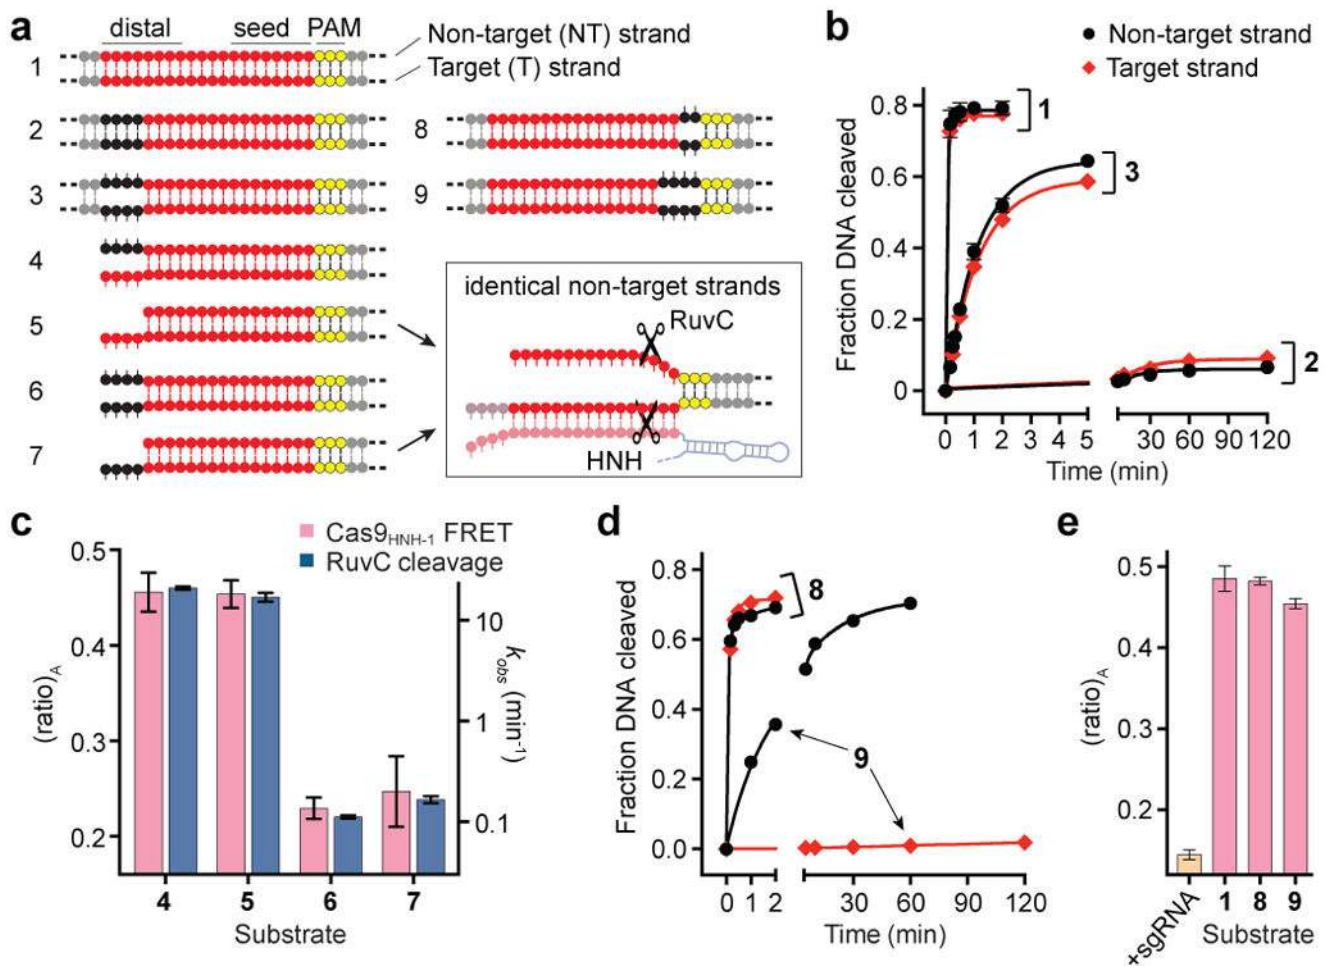 a
distal seed PAM
Non-target (NT) strand
Target (T) strand
1
2
3
4
5
6
7
8
9
identical non-target strands
RuvC
HNH
b
Non-target strand
Target strand
Fraction DNA cleaved
0.8
0.6
0.4
0.2
0
1
3
2
0 1 2 3 4 5 30 60 90 120
Time (min)
c
Cas9HNH-1 FRET
RuvC cleavage
(ratio)A
0.5
0.4
0.3
0.2
kobs (min-1)
10
1
0.1
4 5 6 7
Substrate
d
Fraction DNA cleaved
0.8
0.6
0.4
0.2
0.0
8
9
0 1 2 30 60 90 120
Time (min)
e
(ratio)A
0.5
0.4
0.3
0.2
+sgRNA 1 8 9
Substrate